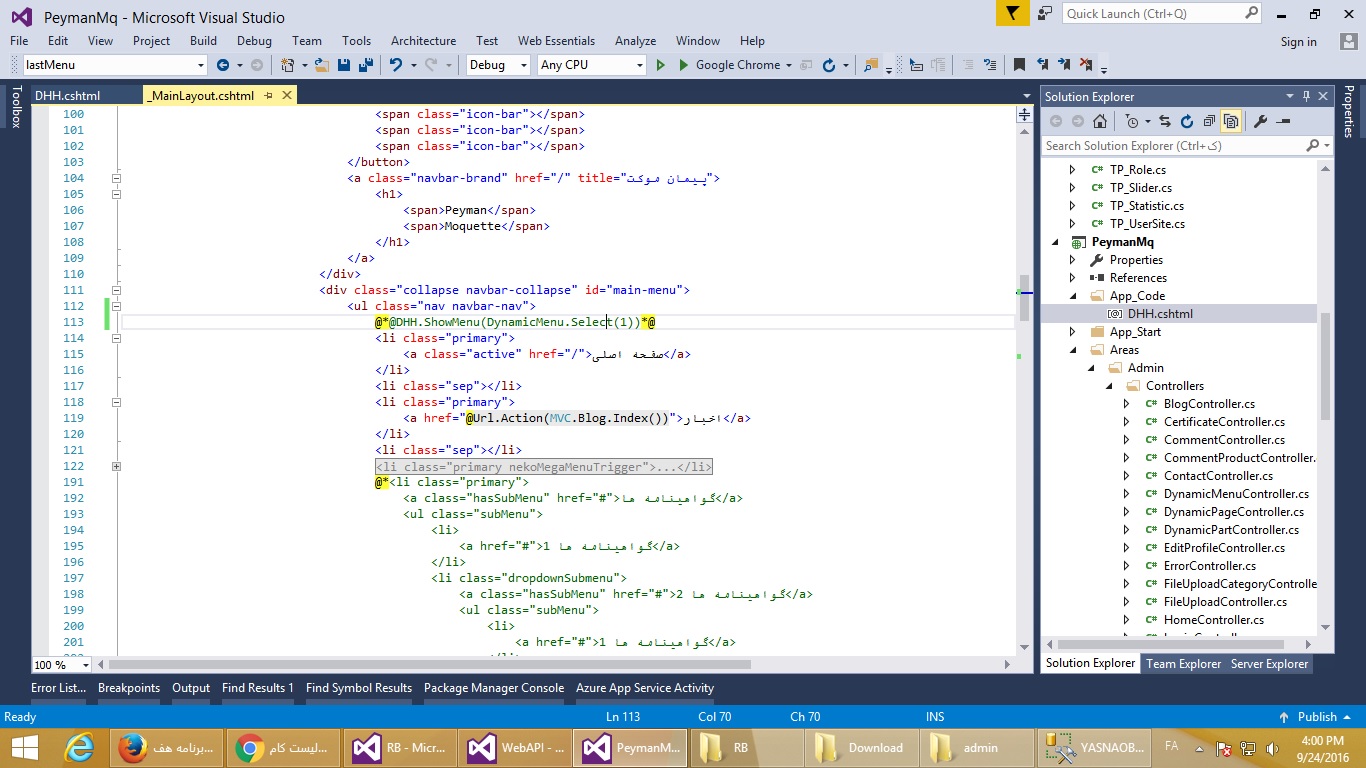 PeymanMq - Microsoft Visual Studio
Quick Launch (Ctrl+Q)
File Edit View Project Build Debug Team Tools Architecture Test Web Essentials Analyze Window Help
Sign in
lastMenu Debug Any CPU Google Chrome
Toolbox
DHH.cshtml _MainLayout.cshtml
100 <span class="icon-bar"></span>
101 <span class="icon-bar"></span>
102 <span class="icon-bar"></span>
103 </button>
104 <a class="navbar-brand" href="/" title="پیمان موکت">
105 <h1>
106 <span>Peyman</span>
107 <span>Moquette</span>
108 </h1>
109 </a>
110 </div>
111 <div class="collapse navbar-collapse" id="main-menu">
112 <ul class="nav navbar-nav">
113 @*@DHH.ShowMenu(DynamicMenu.Select(1))*@
114 <li class="primary">
115 <a class="active" href="/">صفحه اصلی</a>
116 </li>
117 <li class="sep"></li>
118 <li class="primary">
119 <a href="@Url.Action(MVC.Blog.Index())">اخبار</a>
120 </li>
121 <li class="sep"></li>
122 <li class="primary nekoMegaMenuTrigger">...</li>
191 @*<li class="primary">
192 <a class="hasSubMenu" href="#">گواهینامه ها</a>
193 <ul class="subMenu">
194 <li>
195 <a href="#">گواهینامه ها 1</a>
196 </li>
197 <li class="dropdownSubmenu">
198 <a class="hasSubMenu" href="#">گواهینامه ها 2</a>
199 <ul class="subMenu">
200 <li>
201 <a href="#">گواهینامه ها 1</a>
100 %
Solution Explorer
Search Solution Explorer (Ctrl+ک)
TP_Role.cs
TP_Slider.cs
TP_Statistic.cs
TP_UserSite.cs
PeymanMq
Properties
References
App_Code
DHH.cshtml
App_Start
Areas
Admin
Controllers
BlogController.cs
CertificateController.cs
CommentController.cs
CommentProductController.
ContactController.cs
DynamicMenuController.cs
DynamicPageController.cs
DynamicPartController.cs
EditProfileController.cs
ErrorController.cs
FileUploadCategoryControlle
FileUploadController.cs
HomeController.cs
Solution Explorer Team Explorer Server Explorer
Properties
Error List... Breakpoints Output Find Results 1 Find Symbol Results Package Manager Console Azure App Service Activity
Ready Ln 113 Col 70 Ch 70 INS Publish
برنامه هف... لیست کام... RB - Micr... WebAPI - ... PeymanM... RB Download admin YASNAOB... FA 4:00 PM
9/24/2016